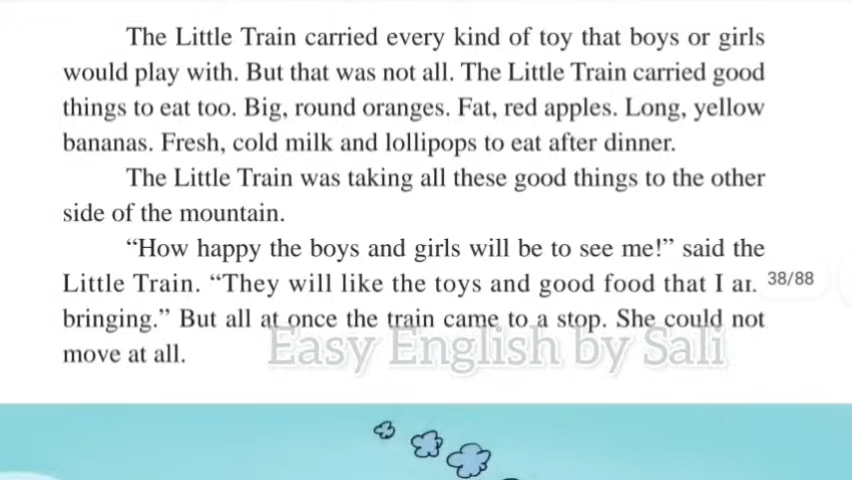 The Little Train carried every kind of toy that boys or girls
would play with. But that was not all. The Little Train carried good
things to eat too. Big, round oranges. Fat, red apples. Long, yellow
bananas. Fresh, cold milk and lollipops to eat after dinner.
The Little Train was taking all these good things to the other
side of the mountain.
“How happy the boys and girls will be to see me!” said the
Little Train. “They will like the toys and good food that I
38/88
bringing.” But all at once the train came to a stop. She could not
move at all.
Easy English by Sali